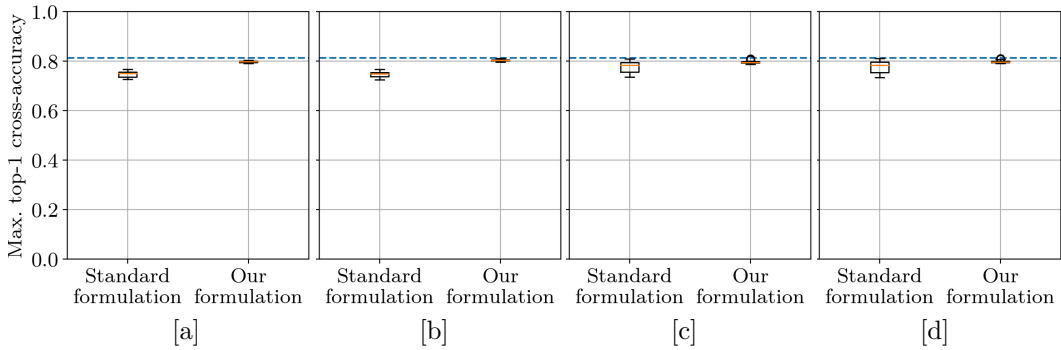 Max. top-1 cross-accuracy
1.0
0.8
0.6
0.4
0.2
0.0
Standard formulation
Our formulation
[a]
Standard formulation
Our formulation
[b]
Standard formulation
Our formulation
[c]
Standard formulation
Our formulation
[d]